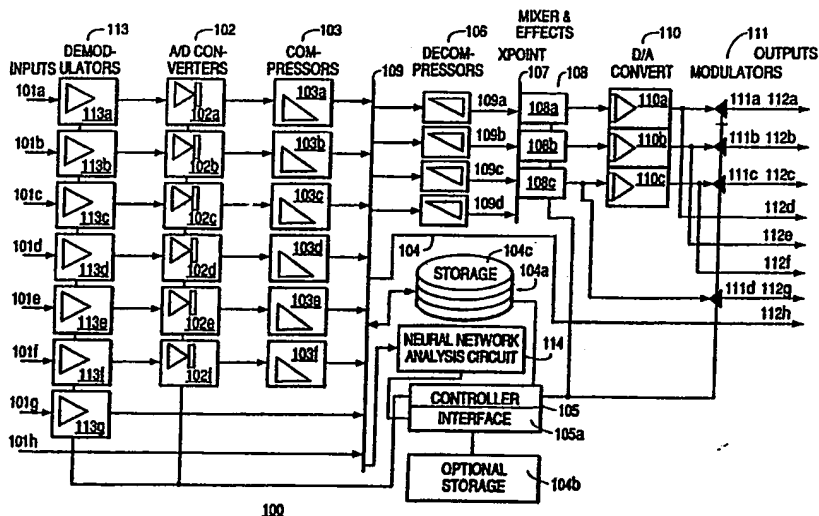 113
102
103
106
MIXER & EFFECTS
110
111
DEMOD-
ULATORS
A/D CON-
VERTERS
COM-
PRESSORS
DECOM-
PRESSORS
XPOINT
D/A
CONVERT
MODULATORS
OUTPUTS
INPUTS
109
107
108
101a
113a
102a
103a
109a
108a
110a
111a 112a
101b
113b
102b
103b
109b
108b
110b
111b 112b
101c
113c
102c
103c
109c
108c
110c
111c 112c
109d
112d
101d
113d
102d
103d
104
104c
112e
STORAGE
104a
112f
101e
113e
102e
103e
111d 112g
112h
101f
113f
102f
103f
NEURAL NETWORK
ANALYSIS CIRCUIT
114
101g
113g
CONTROLLER
105
INTERFACE
105a
101h
OPTIONAL
STORAGE
104b
100